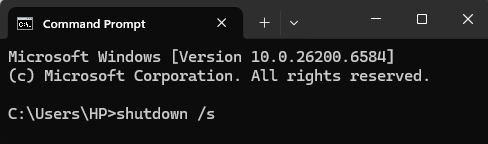 Command Prompt
Microsoft Windows [Version 10.0.26200.6584]
(c) Microsoft Corporation. All rights reserved.
C:\Users\HP>shutdown /s